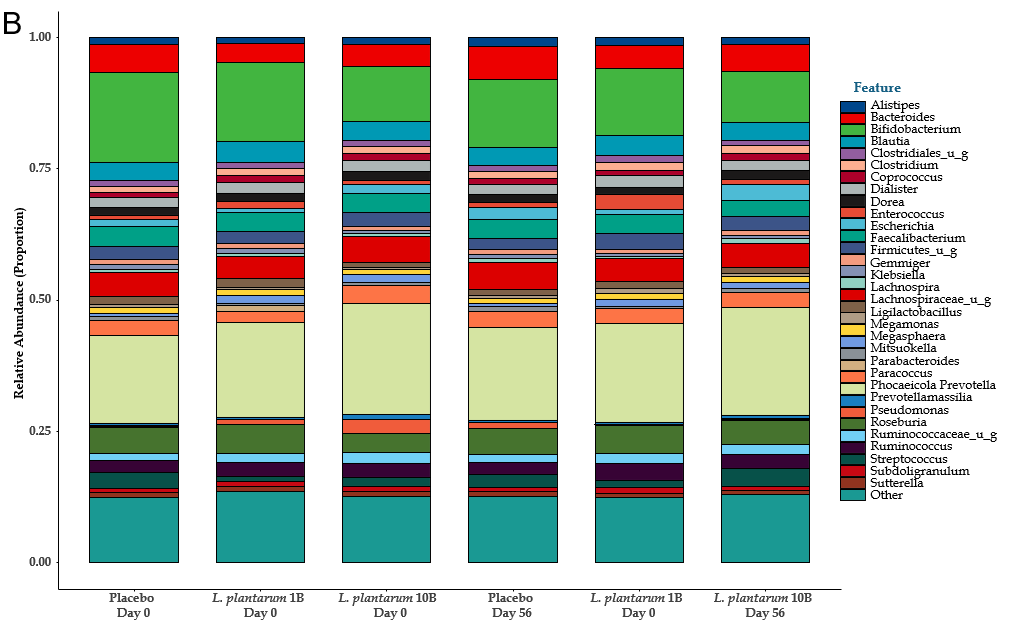 B
1.00
0.75
0.50
0.25
0.00
Relative Abundance (Proportion)
Placebo
Day 0
L. plantarum 1B
Day 0
L. plantarum 10B
Day 0
Placebo
Day 56
L. plantarum 1B
Day 0
L. plantarum 10B
Day 56
Feature
Alistipes
Bacteroides
Bifidobacterium
Blautia
Clostridiales_u_g
Clostridium
Coprococcus
Dialister
Dorea
Enterococcus
Escherichia
Faecalibacterium
Firmicutes_u_g
Gemmiger
Klebsiella
Lachnospira
Lachnospiraceae_u_g
Ligilactobacillus
Megamonas
Megasphaera
Mitsuokella
Parabacteroides
Paracoccus
Phocaeicola Prevotella
Prevotellamassilia
Pseudomonas
Roseburia
Ruminococcaceae_u_g
Ruminococcus
Streptococcus
Subdoligranulum
Sutterella
Other